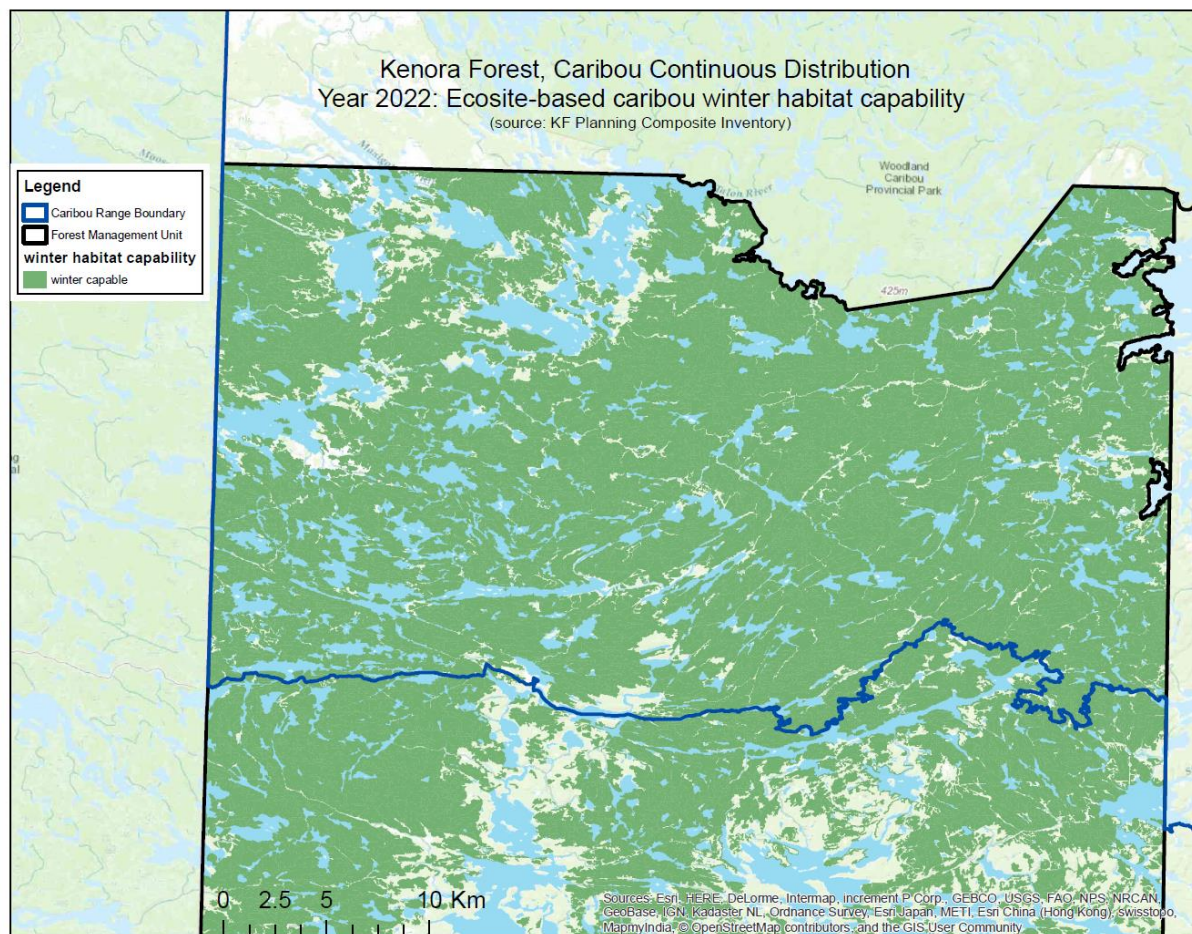 Kenora Forest, Caribou Continuous Distribution
Year 2022: Ecosite-based caribou winter habitat capability
(source: KF Planning Composite Inventory)
Woodland
Caribou
Provincial Park
425m
Legend
Caribou Range Boundary
Forest Management Unit
winter habitat capability
winter capable
0 2.5 5 10 Km
Sources: Esri, HERE, DeLorme, Intermap, increment P Corp., GEBCO, USGS, FAO, NPS, NRCAN,
GeoBase, IGN, Kadaster NL, Ordnance Survey, Esri Japan, METI, Esri China (Hong Kong), swisstopo,
MapmyIndia, © OpenStreetMap contributors, and the GIS User Community